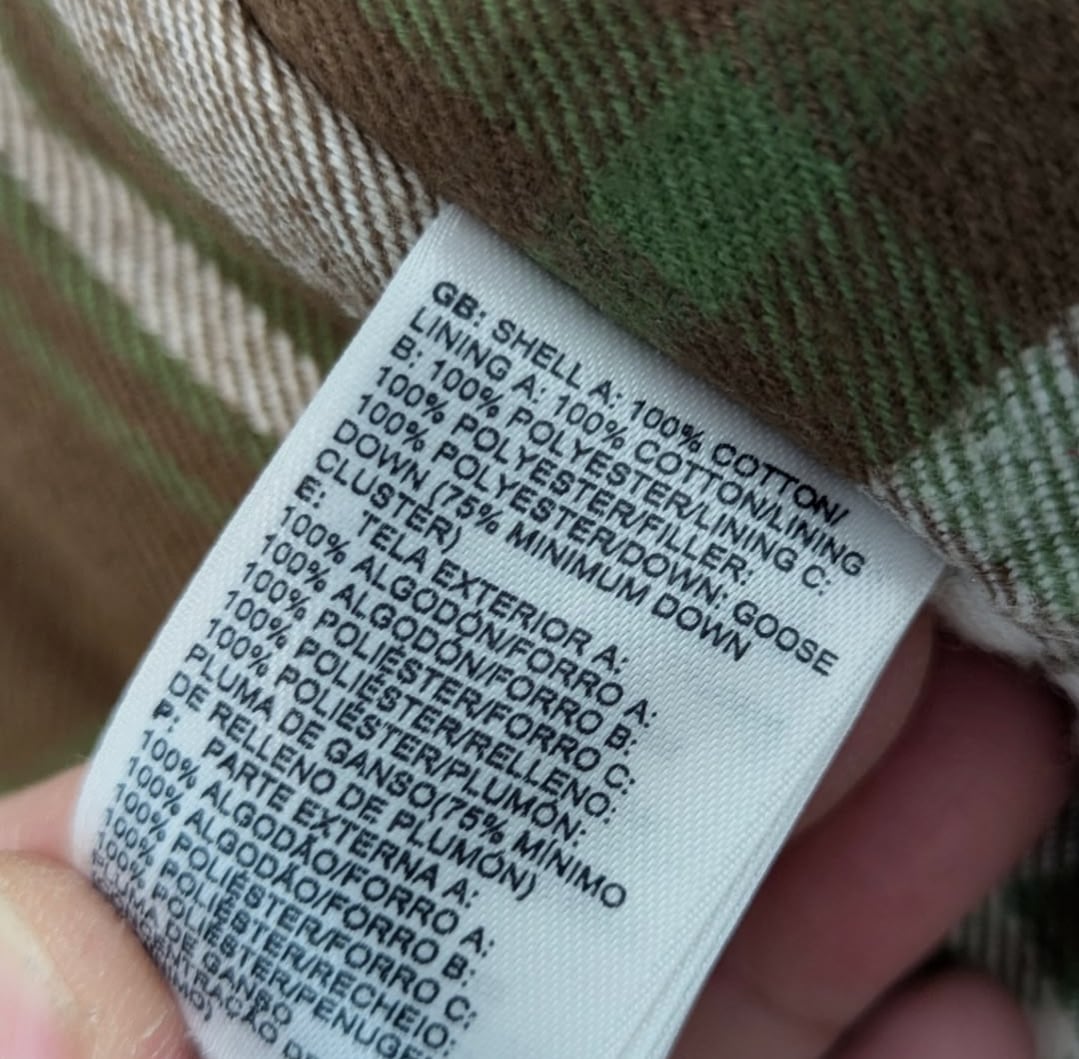 GB: SHELL A: 100% COTTON/
LINING A: 100% COTTON/LINING
B: 100% POLYESTER/LINING C:
100% POLYESTER/FILLER:
100% POLYESTER/DOWN: GOOSE
DOWN (75% MINIMUM DOWN
CLUSTER)
E: TELA EXTERIOR A:
100% ALGODÓN/FORRO A:
100% ALGODÓN/FORRO B:
100% POLIÉSTER/FORRO C:
100% POLIÉSTER/RELLENO:
100% POLIÉSTER/PLUMÓN:
PLUMA DE GANSO(75% MÍNIMO
DE RELLENO DE PLUMÓN)
P: PARTE EXTERNA A:
100% ALGODÃO/FORRO A:
100% ALGODÃO/FORRO B:
100% POLIÉSTER/FORRO C:
100% POLIÉSTER/RECHEIO:
100% POLIÉSTER/PENUGEM
DE GANSO